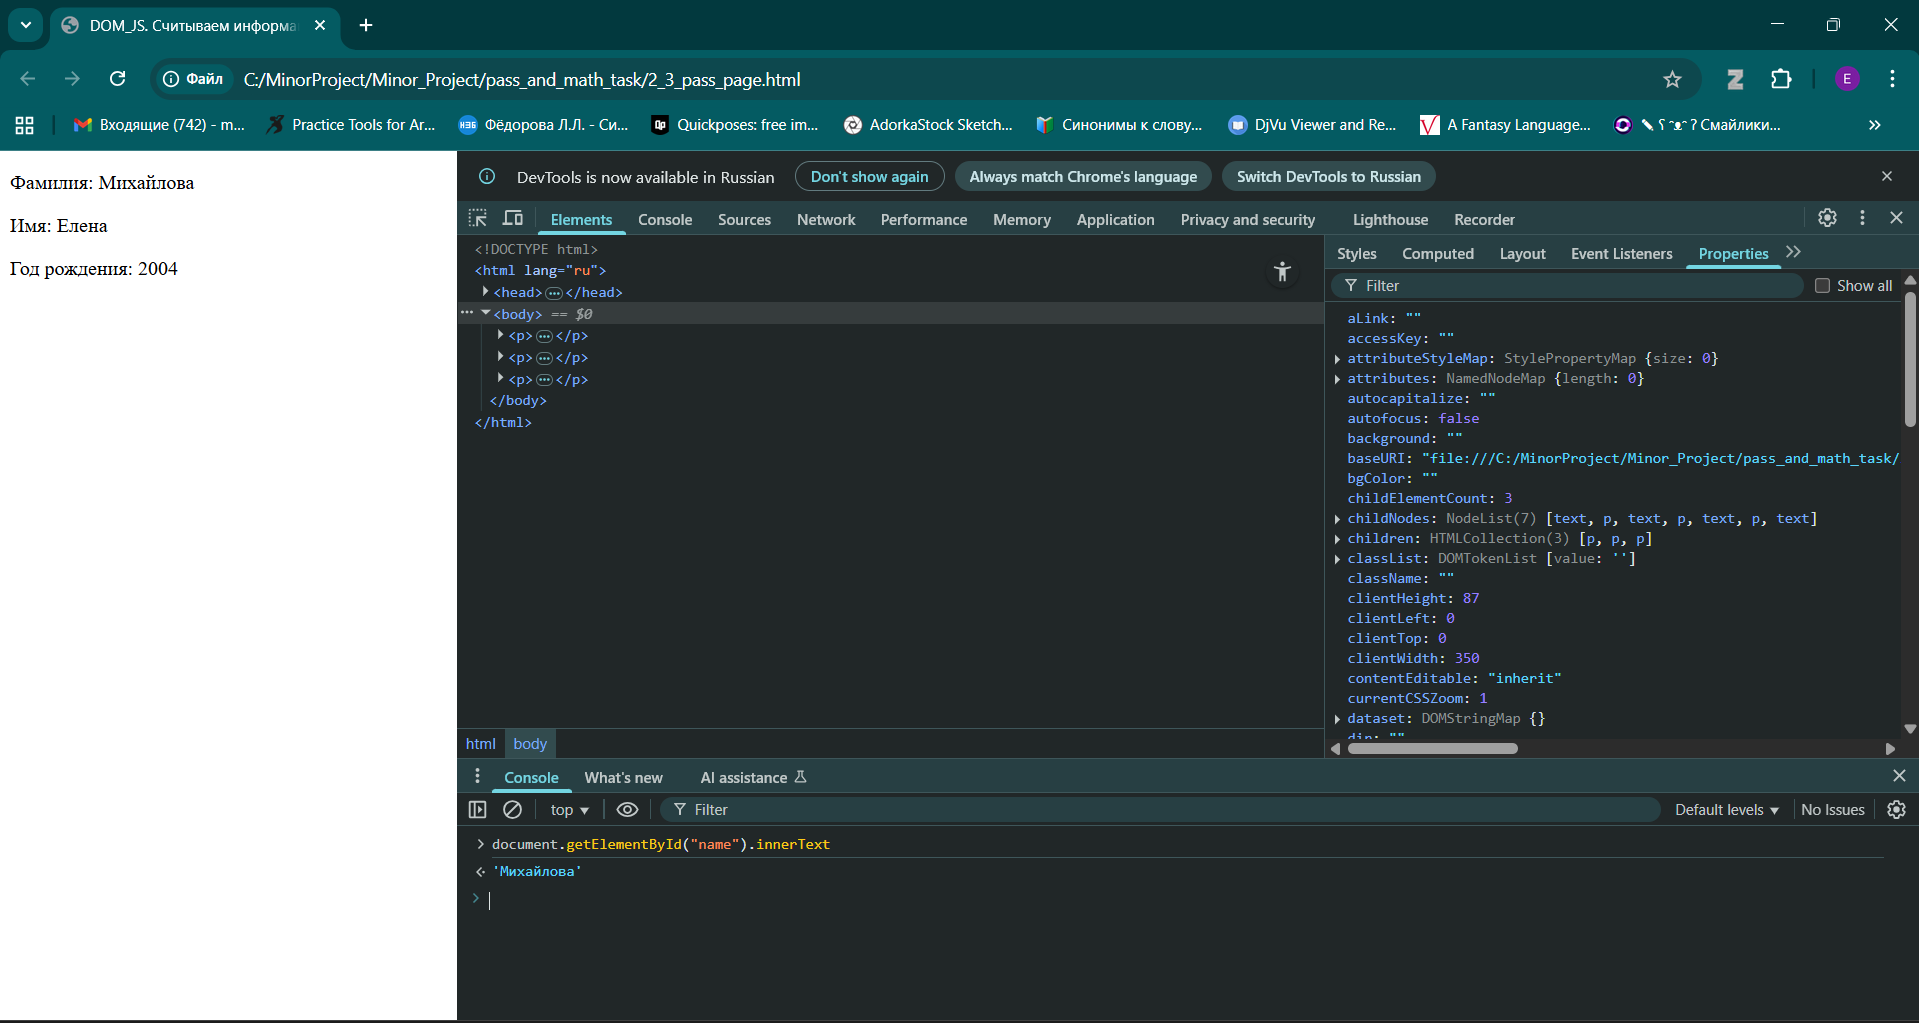 DOM_JS. Считываем информа
Файл C:/MinorProject/Minor_Project/pass_and_math_task/2_3_pass_page.html
E
Входящие (742) - m... Practice Tools for Ar... Фёдорова Л.Л. - Си... Quickposes: free im... AdorkaStock Sketch... Синонимы к слову... DjVu Viewer and Re... A Fantasy Language... ✎ ʕ ᵔᴥᵔ ʔ Смайлики...
Фамилия: Михайлова
Имя: Елена
Год рождения: 2004
DevTools is now available in Russian Don't show again Always match Chrome's language Switch DevTools to Russian
Elements Console Sources Network Performance Memory Application Privacy and security Lighthouse Recorder
<!DOCTYPE html>
<html lang="ru">
<head>…</head>
… <body> == $0
<p>…</p>
<p>…</p>
<p>…</p>
</body>
</html>
html body
Styles Computed Layout Event Listeners Properties
Filter Show all
aLink: ""
accessKey: ""
attributeStyleMap: StylePropertyMap {size: 0}
attributes: NamedNodeMap {length: 0}
autocapitalize: ""
autofocus: false
background: ""
baseURI: "file:///C:/MinorProject/Minor_Project/pass_and_math_task/
bgColor: ""
childElementCount: 3
childNodes: NodeList(7) [text, p, text, p, text, p, text]
children: HTMLCollection(3) [p, p, p]
classList: DOMTokenList [value: '']
className: ""
clientHeight: 87
clientLeft: 0
clientTop: 0
clientWidth: 350
contentEditable: "inherit"
currentCSSZoom: 1
dataset: DOMStringMap {}
dir: ""
Console What's new AI assistance
top Filter Default levels No Issues
document.getElementById("name").innerText
'Михайлова'